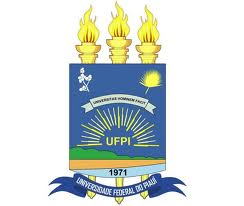 UNIVERSITAS HOMINEM FACIT
UFPI
1971
UNIVERSIDADE FEDERAL DO PIAUÍ